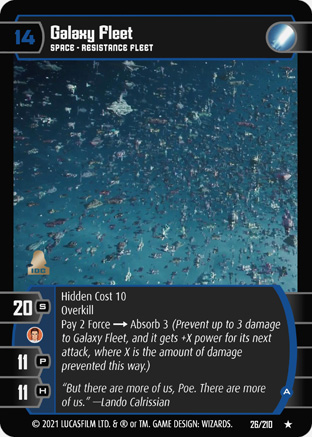 14
Galaxy Fleet
SPACE - RESISTANCE FLEET
IDC
20 S
11 P
11 H
Hidden Cost 10
Overkill
Pay 2 Force → Absorb 3 (Prevent up to 3 damage
to Galaxy Fleet, and it gets +X power for its next
attack, where X is the amount of damage
prevented this way.)
"But there are more of us, Poe. There are more
of us." —Lando Calrissian
A
© 2021 LUCASFILM LTD. & ® or TM. GAME DESIGN: WIZARDS. 26/210 ★